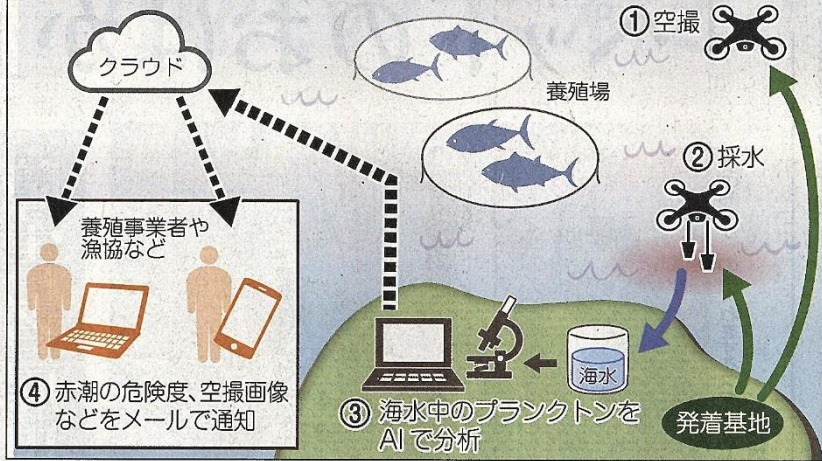 クラウド
①空撮
養殖場
②採水
養殖事業者や
漁協など
海水
④赤潮の危険度、空撮画像
などをメールで通知
③海水中のプランクトンを
AIで分析
発着基地